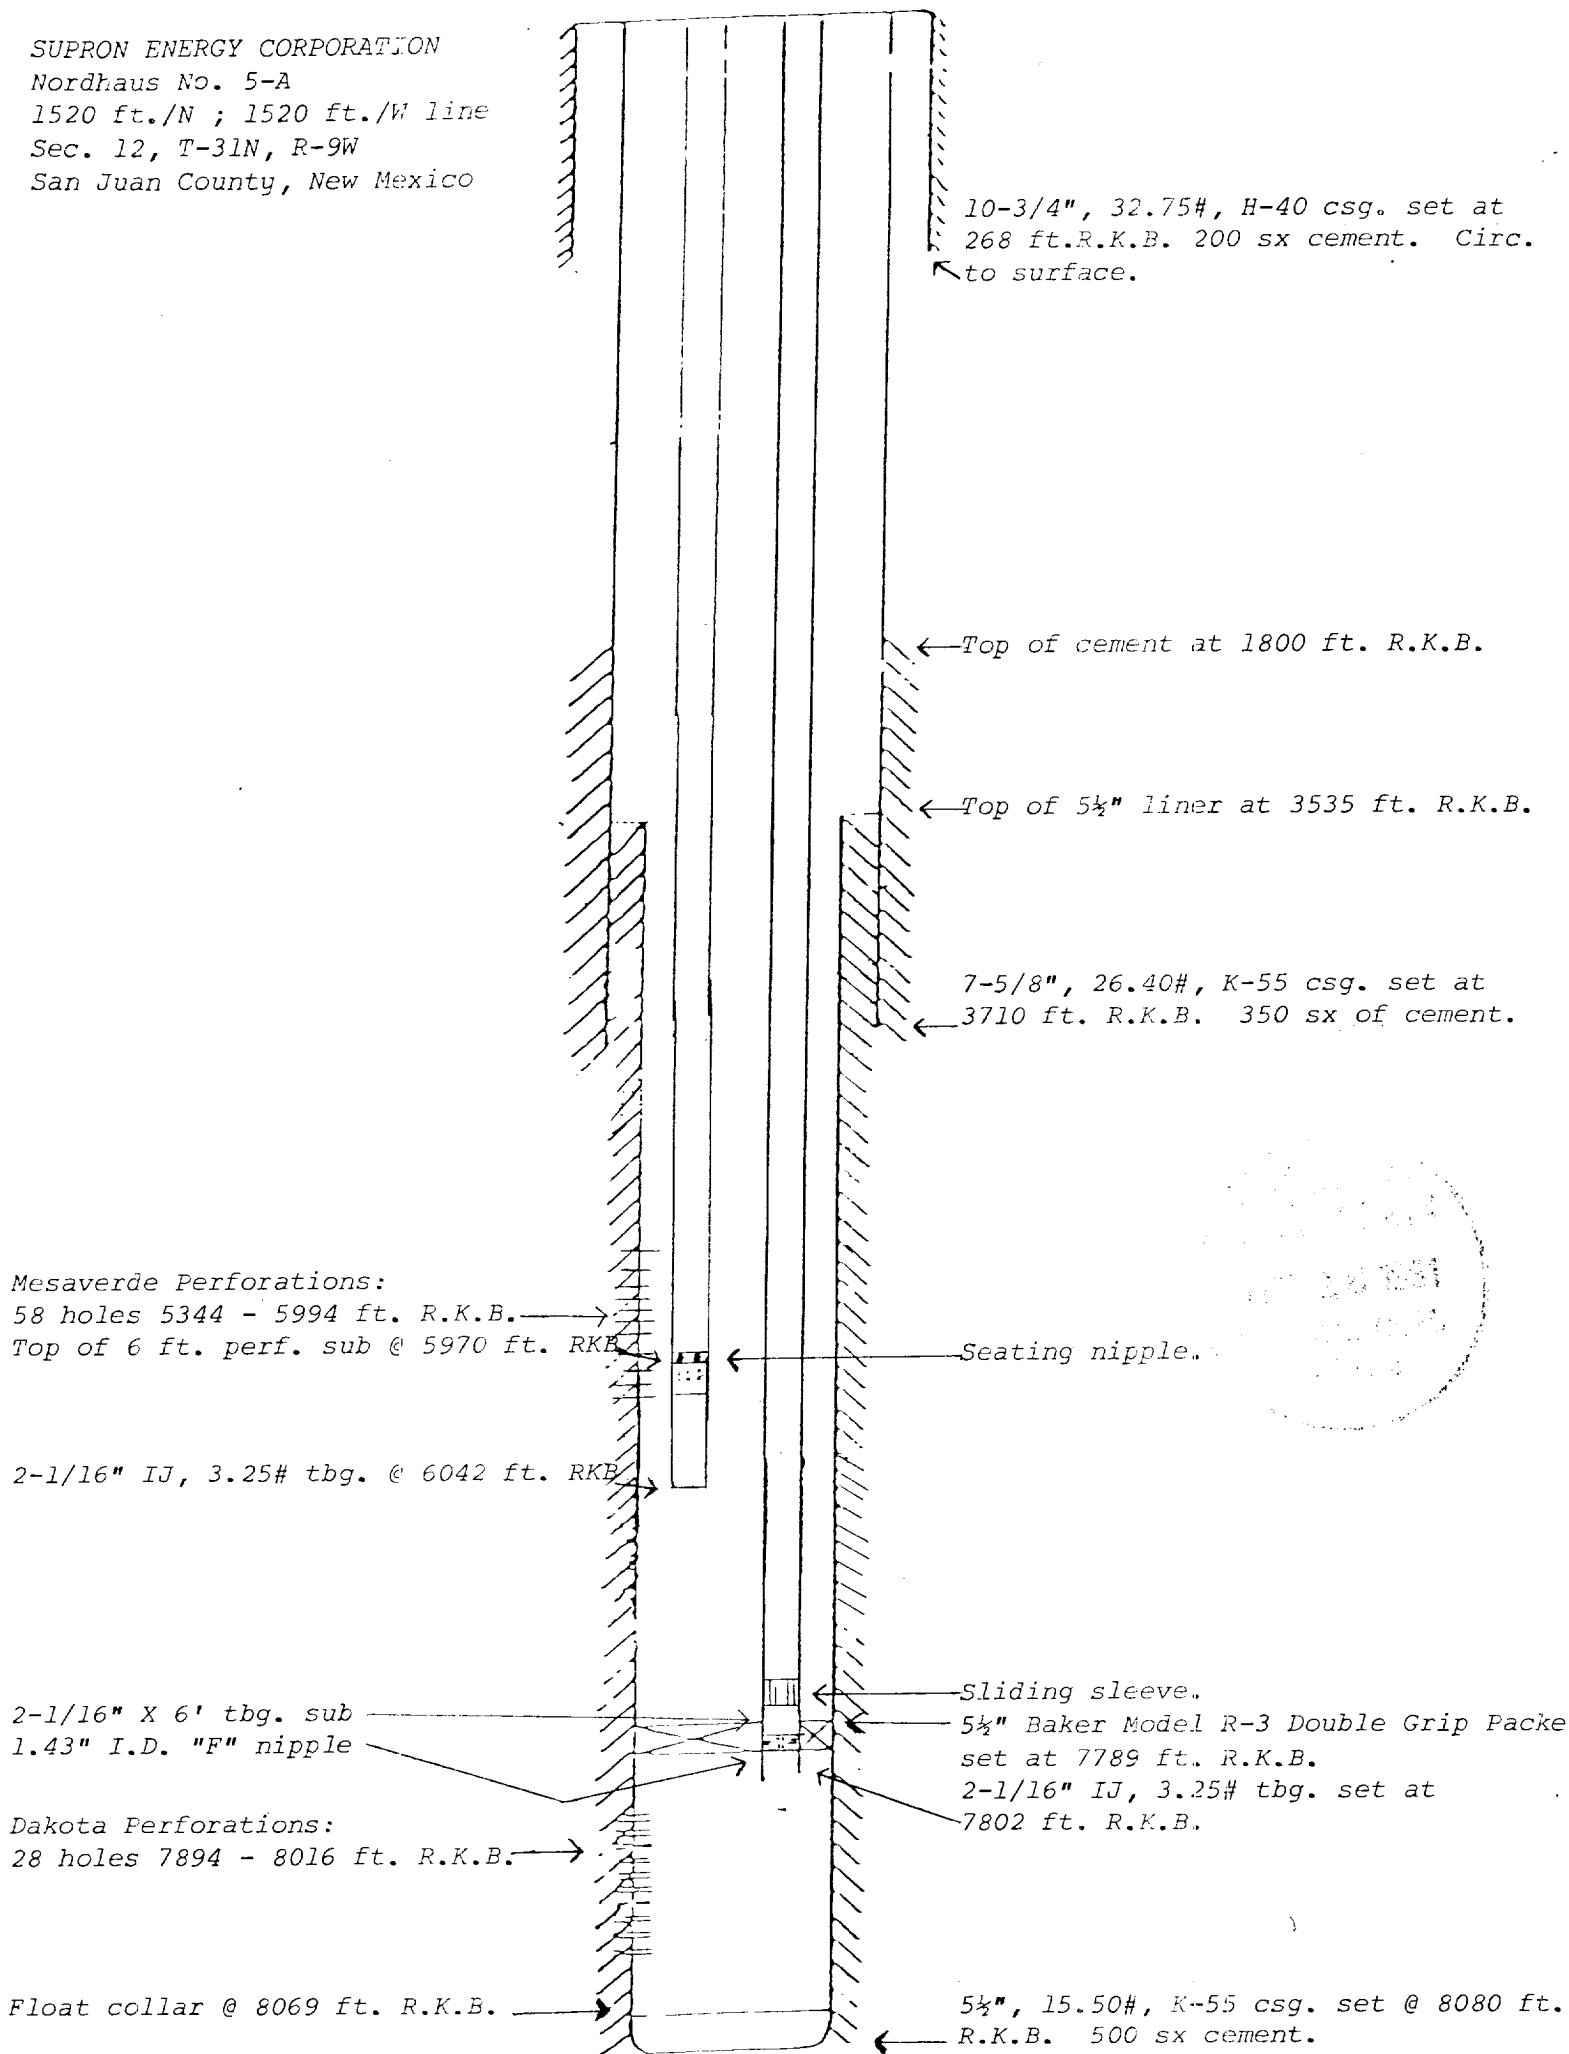 SUPRON ENERGY CORPORATION
Nordhaus No. 5-A
1520 ft./N ; 1520 ft./W line
Sec. 12, T-31N, R-9W
San Juan County, New Mexico
10-3/4", 32.75#, H-40 csg. set at
268 ft.R.K.B. 200 sx cement. Circ.
to surface.
Top of cement at 1800 ft. R.K.B.
Top of 5½" liner at 3535 ft. R.K.B.
7-5/8", 26.40#, K-55 csg. set at
3710 ft. R.K.B. 350 sx of cement.
Mesaverde Perforations:
58 holes 5344 - 5994 ft. R.K.B.
Top of 6 ft. perf. sub @ 5970 ft. RKB
Seating nipple.
2-1/16" IJ, 3.25# tbg. @ 6042 ft. RKB
Sliding sleeve.
2-1/16" X 6' tbg. sub
1.43" I.D. "F" nipple
5½" Baker Model R-3 Double Grip Packe
set at 7789 ft. R.K.B.
2-1/16" IJ, 3.25# tbg. set at
7802 ft. R.K.B.
Dakota Perforations:
28 holes 7894 - 8016 ft. R.K.B.
Float collar @ 8069 ft. R.K.B.
5½", 15.50#, K-55 csg. set @ 8080 ft.
R.K.B. 500 sx cement.